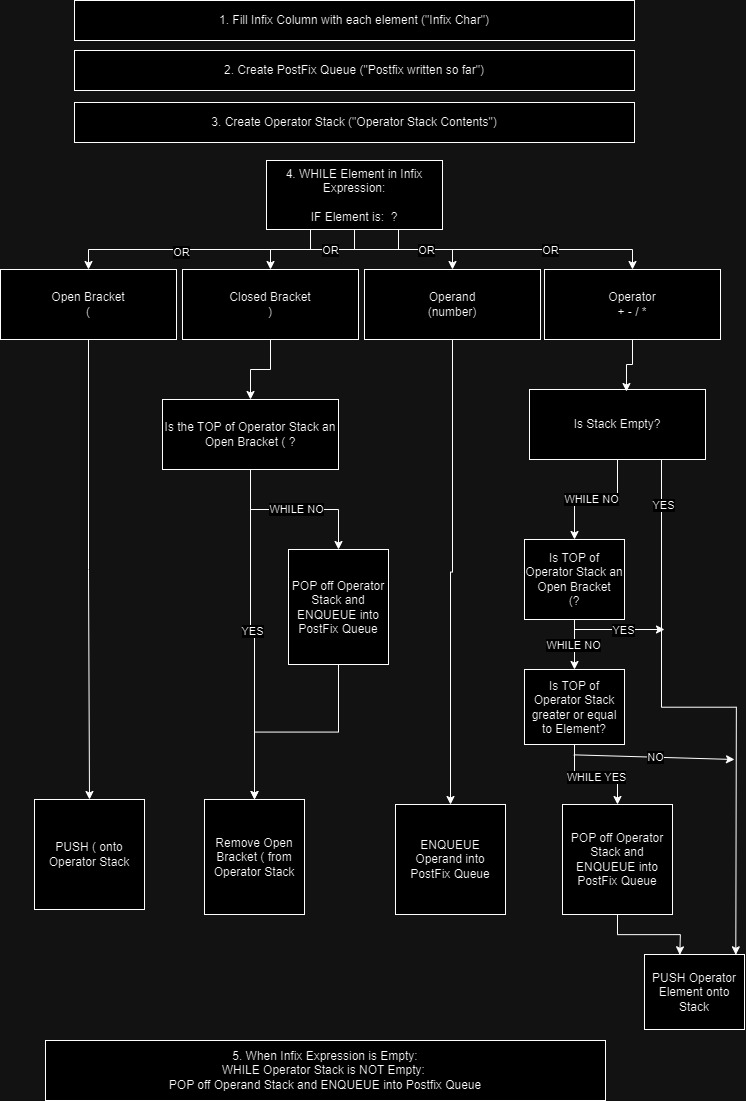 1. Fill Infix Column with each element ("Infix Char")
2. Create PostFix Queue ("Postfix written so far")
3. Create Operator Stack ("Operator Stack Contents")
4. WHILE Element in Infix
Expression:
IF Element is:  ?
OR
OR
OR
OR
Open Bracket
(
Closed Bracket
)
Operand
(number)
Operator
+ - / *
Is the TOP of Operator Stack an
Open Bracket ( ?
Is Stack Empty?
WHILE NO
WHILE NO
YES
POP off Operator
Stack and
ENQUEUE into
PostFix Queue
Is TOP of
Operator Stack an
Open Bracket
(?
YES
YES
WHILE NO
Is TOP of
Operator Stack
greater or equal
to Element?
NO
WHILE YES
PUSH ( onto
Operator Stack
Remove Open
Bracket ( from
Operator Stack
ENQUEUE
Operand into
PostFix Queue
POP off Operator
Stack and
ENQUEUE into
PostFix Queue
PUSH Operator
Element onto
Stack
5. When Infix Expression is Empty:
WHILE Operator Stack is NOT Empty:
POP off Operand Stack and ENQUEUE into Postfix Queue